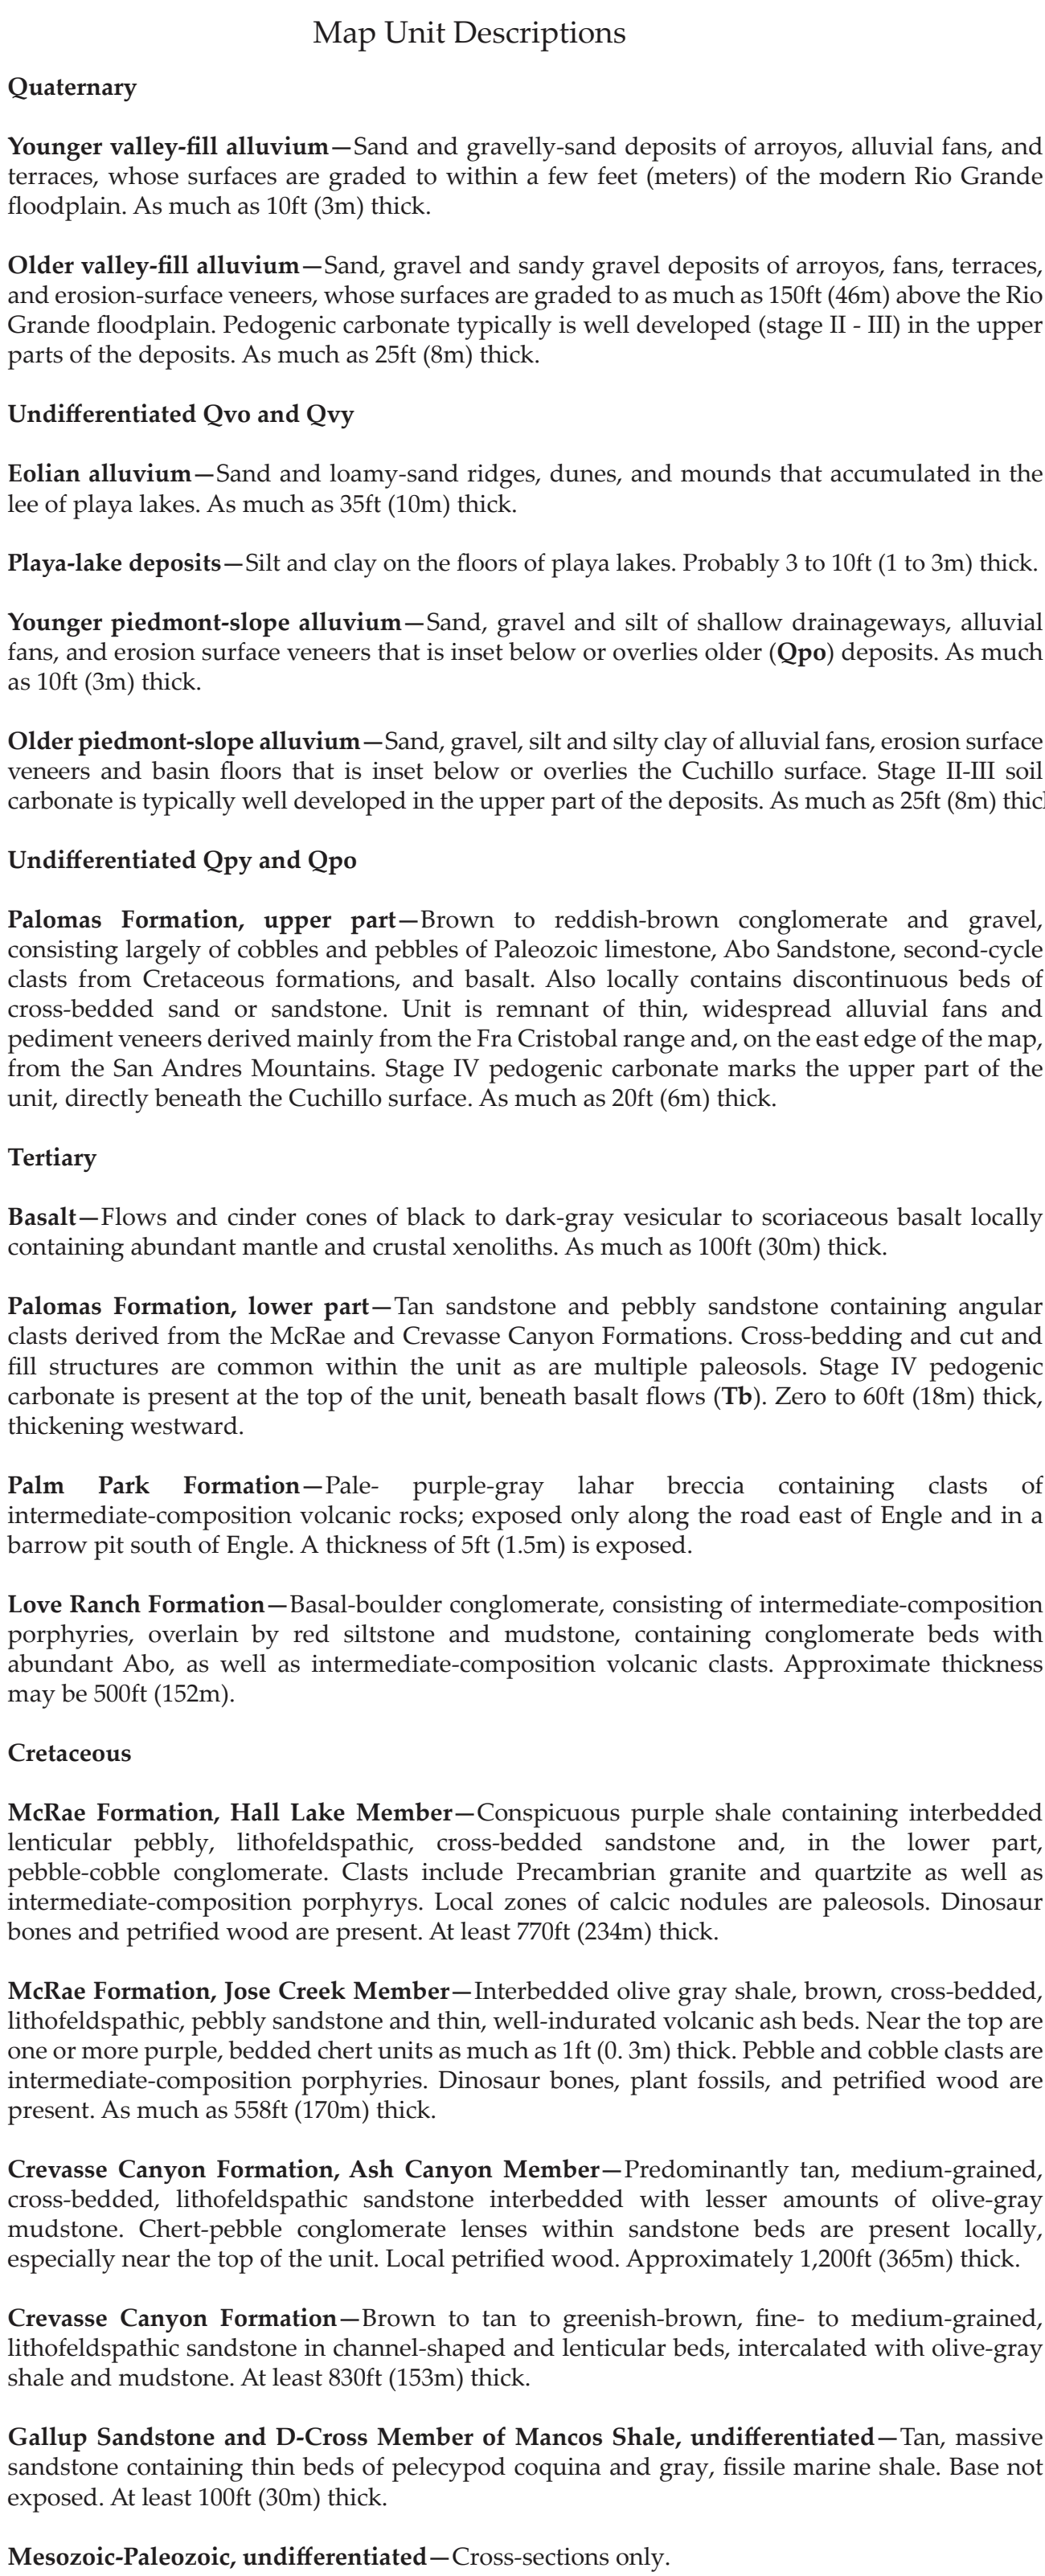 Map Unit Descriptions
Quaternary
Younger valley-fill alluvium—Sand and gravelly-sand deposits of arroyos, alluvial fans, and
terraces, whose surfaces are graded to within a few feet (meters) of the modern Rio Grande
floodplain. As much as 10ft (3m) thick.
Older valley-fill alluvium—Sand, gravel and sandy gravel deposits of arroyos, fans, terraces,
and erosion-surface veneers, whose surfaces are graded to as much as 150ft (46m) above the Rio
Grande floodplain. Pedogenic carbonate typically is well developed (stage II - III) in the upper
parts of the deposits. As much as 25ft (8m) thick.
Undifferentiated Qvo and Qvy
Eolian alluvium—Sand and loamy-sand ridges, dunes, and mounds that accumulated in the
lee of playa lakes. As much as 35ft (10m) thick.
Playa-lake deposits—Silt and clay on the floors of playa lakes. Probably 3 to 10ft (1 to 3m) thick.
Younger piedmont-slope alluvium—Sand, gravel and silt of shallow drainageways, alluvial
fans, and erosion surface veneers that is inset below or overlies older (Qpo) deposits. As much
as 10ft (3m) thick.
Older piedmont-slope alluvium—Sand, gravel, silt and silty clay of alluvial fans, erosion surface
veneers and basin floors that is inset below or overlies the Cuchillo surface. Stage II-III soil
carbonate is typically well developed in the upper part of the deposits. As much as 25ft (8m) thic
Undifferentiated Qpy and Qpo
Palomas Formation, upper part—Brown to reddish-brown conglomerate and gravel,
consisting largely of cobbles and pebbles of Paleozoic limestone, Abo Sandstone, second-cycle
clasts from Cretaceous formations, and basalt. Also locally contains discontinuous beds of
cross-bedded sand or sandstone. Unit is remnant of thin, widespread alluvial fans and
pediment veneers derived mainly from the Fra Cristobal range and, on the east edge of the map,
from the San Andres Mountains. Stage IV pedogenic carbonate marks the upper part of the
unit, directly beneath the Cuchillo surface. As much as 20ft (6m) thick.
Tertiary
Basalt—Flows and cinder cones of black to dark-gray vesicular to scoriaceous basalt locally
containing abundant mantle and crustal xenoliths. As much as 100ft (30m) thick.
Palomas Formation, lower part—Tan sandstone and pebbly sandstone containing angular
clasts derived from the McRae and Crevasse Canyon Formations. Cross-bedding and cut and
fill structures are common within the unit as are multiple paleosols. Stage IV pedogenic
carbonate is present at the top of the unit, beneath basalt flows (Tb). Zero to 60ft (18m) thick,
thickening westward.
Palm Park Formation—Pale- purple-gray lahar breccia containing clasts of
intermediate-composition volcanic rocks; exposed only along the road east of Engle and in a
barrow pit south of Engle. A thickness of 5ft (1.5m) is exposed.
Love Ranch Formation—Basal-boulder conglomerate, consisting of intermediate-composition
porphyries, overlain by red siltstone and mudstone, containing conglomerate beds with
abundant Abo, as well as intermediate-composition volcanic clasts. Approximate thickness
may be 500ft (152m).
Cretaceous
McRae Formation, Hall Lake Member—Conspicuous purple shale containing interbedded
lenticular pebbly, lithofeldspathic, cross-bedded sandstone and, in the lower part,
pebble-cobble conglomerate. Clasts include Precambrian granite and quartzite as well as
intermediate-composition porphyrys. Local zones of calcic nodules are paleosols. Dinosaur
bones and petrified wood are present. At least 770ft (234m) thick.
McRae Formation, Jose Creek Member—Interbedded olive gray shale, brown, cross-bedded,
lithofeldspathic, pebbly sandstone and thin, well-indurated volcanic ash beds. Near the top are
one or more purple, bedded chert units as much as 1ft (0. 3m) thick. Pebble and cobble clasts are
intermediate-composition porphyries. Dinosaur bones, plant fossils, and petrified wood are
present. As much as 558ft (170m) thick.
Crevasse Canyon Formation, Ash Canyon Member—Predominantly tan, medium-grained,
cross-bedded, lithofeldspathic sandstone interbedded with lesser amounts of olive-gray
mudstone. Chert-pebble conglomerate lenses within sandstone beds are present locally,
especially near the top of the unit. Local petrified wood. Approximately 1,200ft (365m) thick.
Crevasse Canyon Formation—Brown to tan to greenish-brown, fine- to medium-grained,
lithofeldspathic sandstone in channel-shaped and lenticular beds, intercalated with olive-gray
shale and mudstone. At least 830ft (153m) thick.
Gallup Sandstone and D-Cross Member of Mancos Shale, undifferentiated—Tan, massive
sandstone containing thin beds of pelecypod coquina and gray, fissile marine shale. Base not
exposed. At least 100ft (30m) thick.
Mesozoic-Paleozoic, undifferentiated—Cross-sections only.